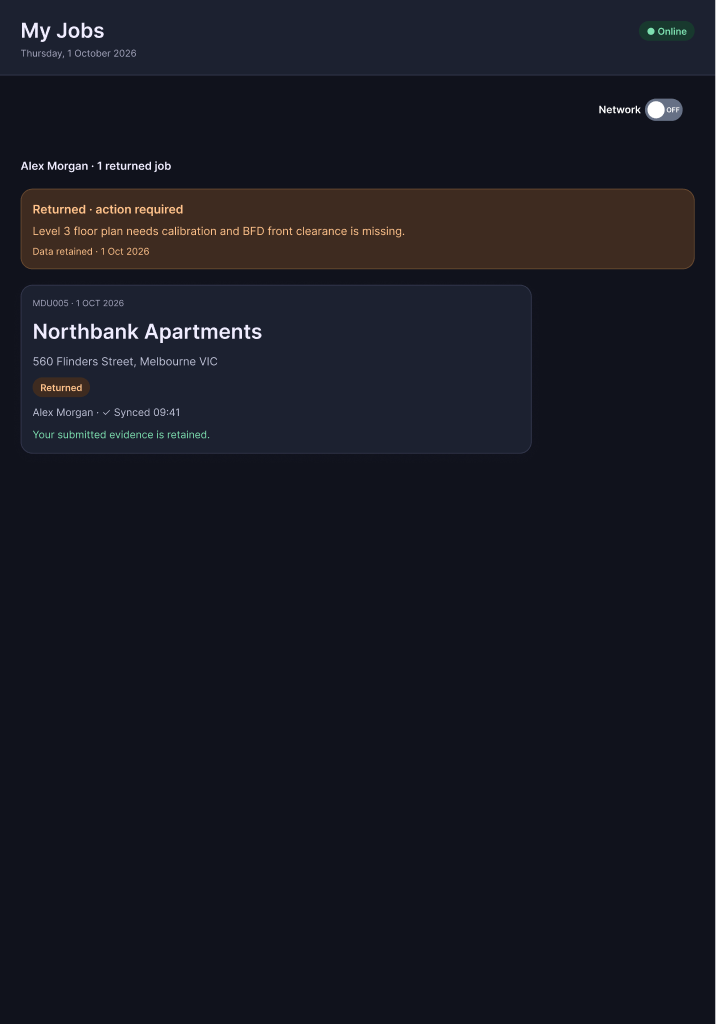 My Jobs
Online
Thursday, 1 October 2026
Network OFF
Alex Morgan · 1 returned job
Returned · action required
Level 3 floor plan needs calibration and BFD front clearance is missing.
Data retained · 1 Oct 2026
MDU005 · 1 OCT 2026
Northbank Apartments
560 Flinders Street, Melbourne VIC
Returned
Alex Morgan · ✓ Synced 09:41
Your submitted evidence is retained.